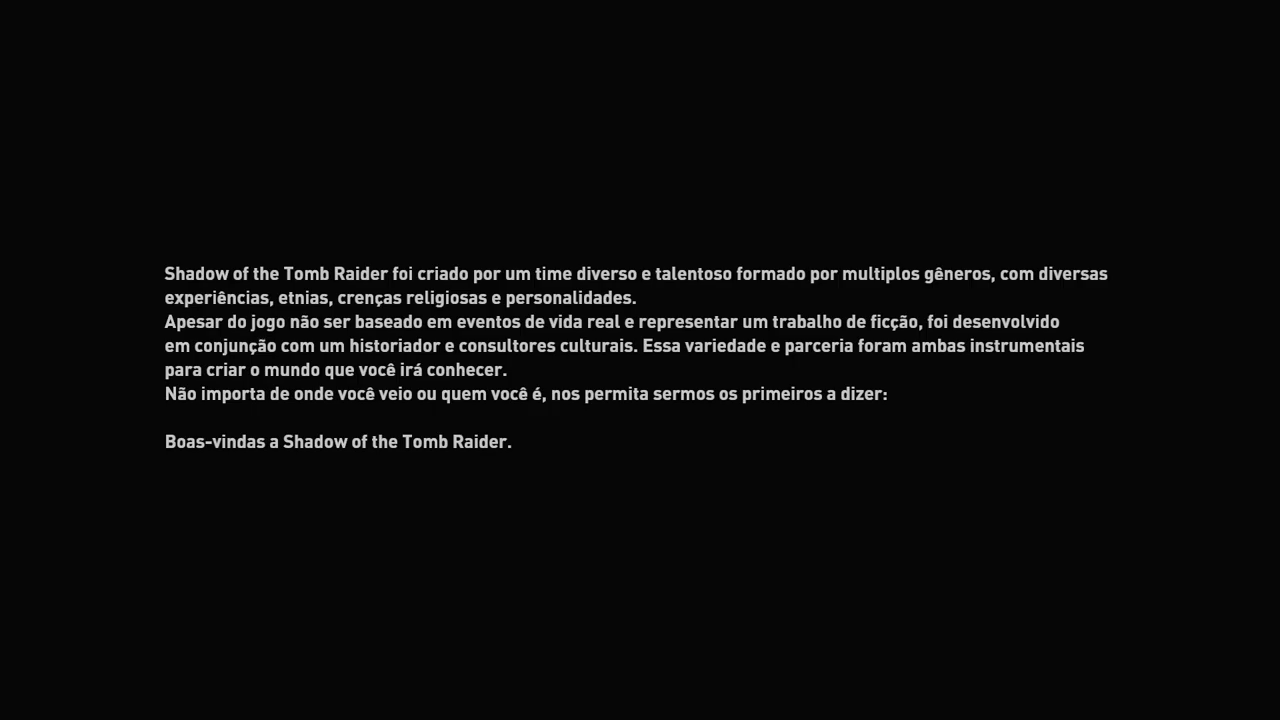 Shadow of the Tomb Raider foi criado por um time diverso e talentoso formado por multiplos gêneros, com diversas
experiências, etnias, crenças religiosas e personalidades.
Apesar do jogo não ser baseado em eventos de vida real e representar um trabalho de ficção, foi desenvolvido
em conjunção com um historiador e consultores culturais. Essa variedade e parceria foram ambas instrumentais
para criar o mundo que você irá conhecer.
Não importa de onde você veio ou quem você é, nos permita sermos os primeiros a dizer:
Boas-vindas a Shadow of the Tomb Raider.